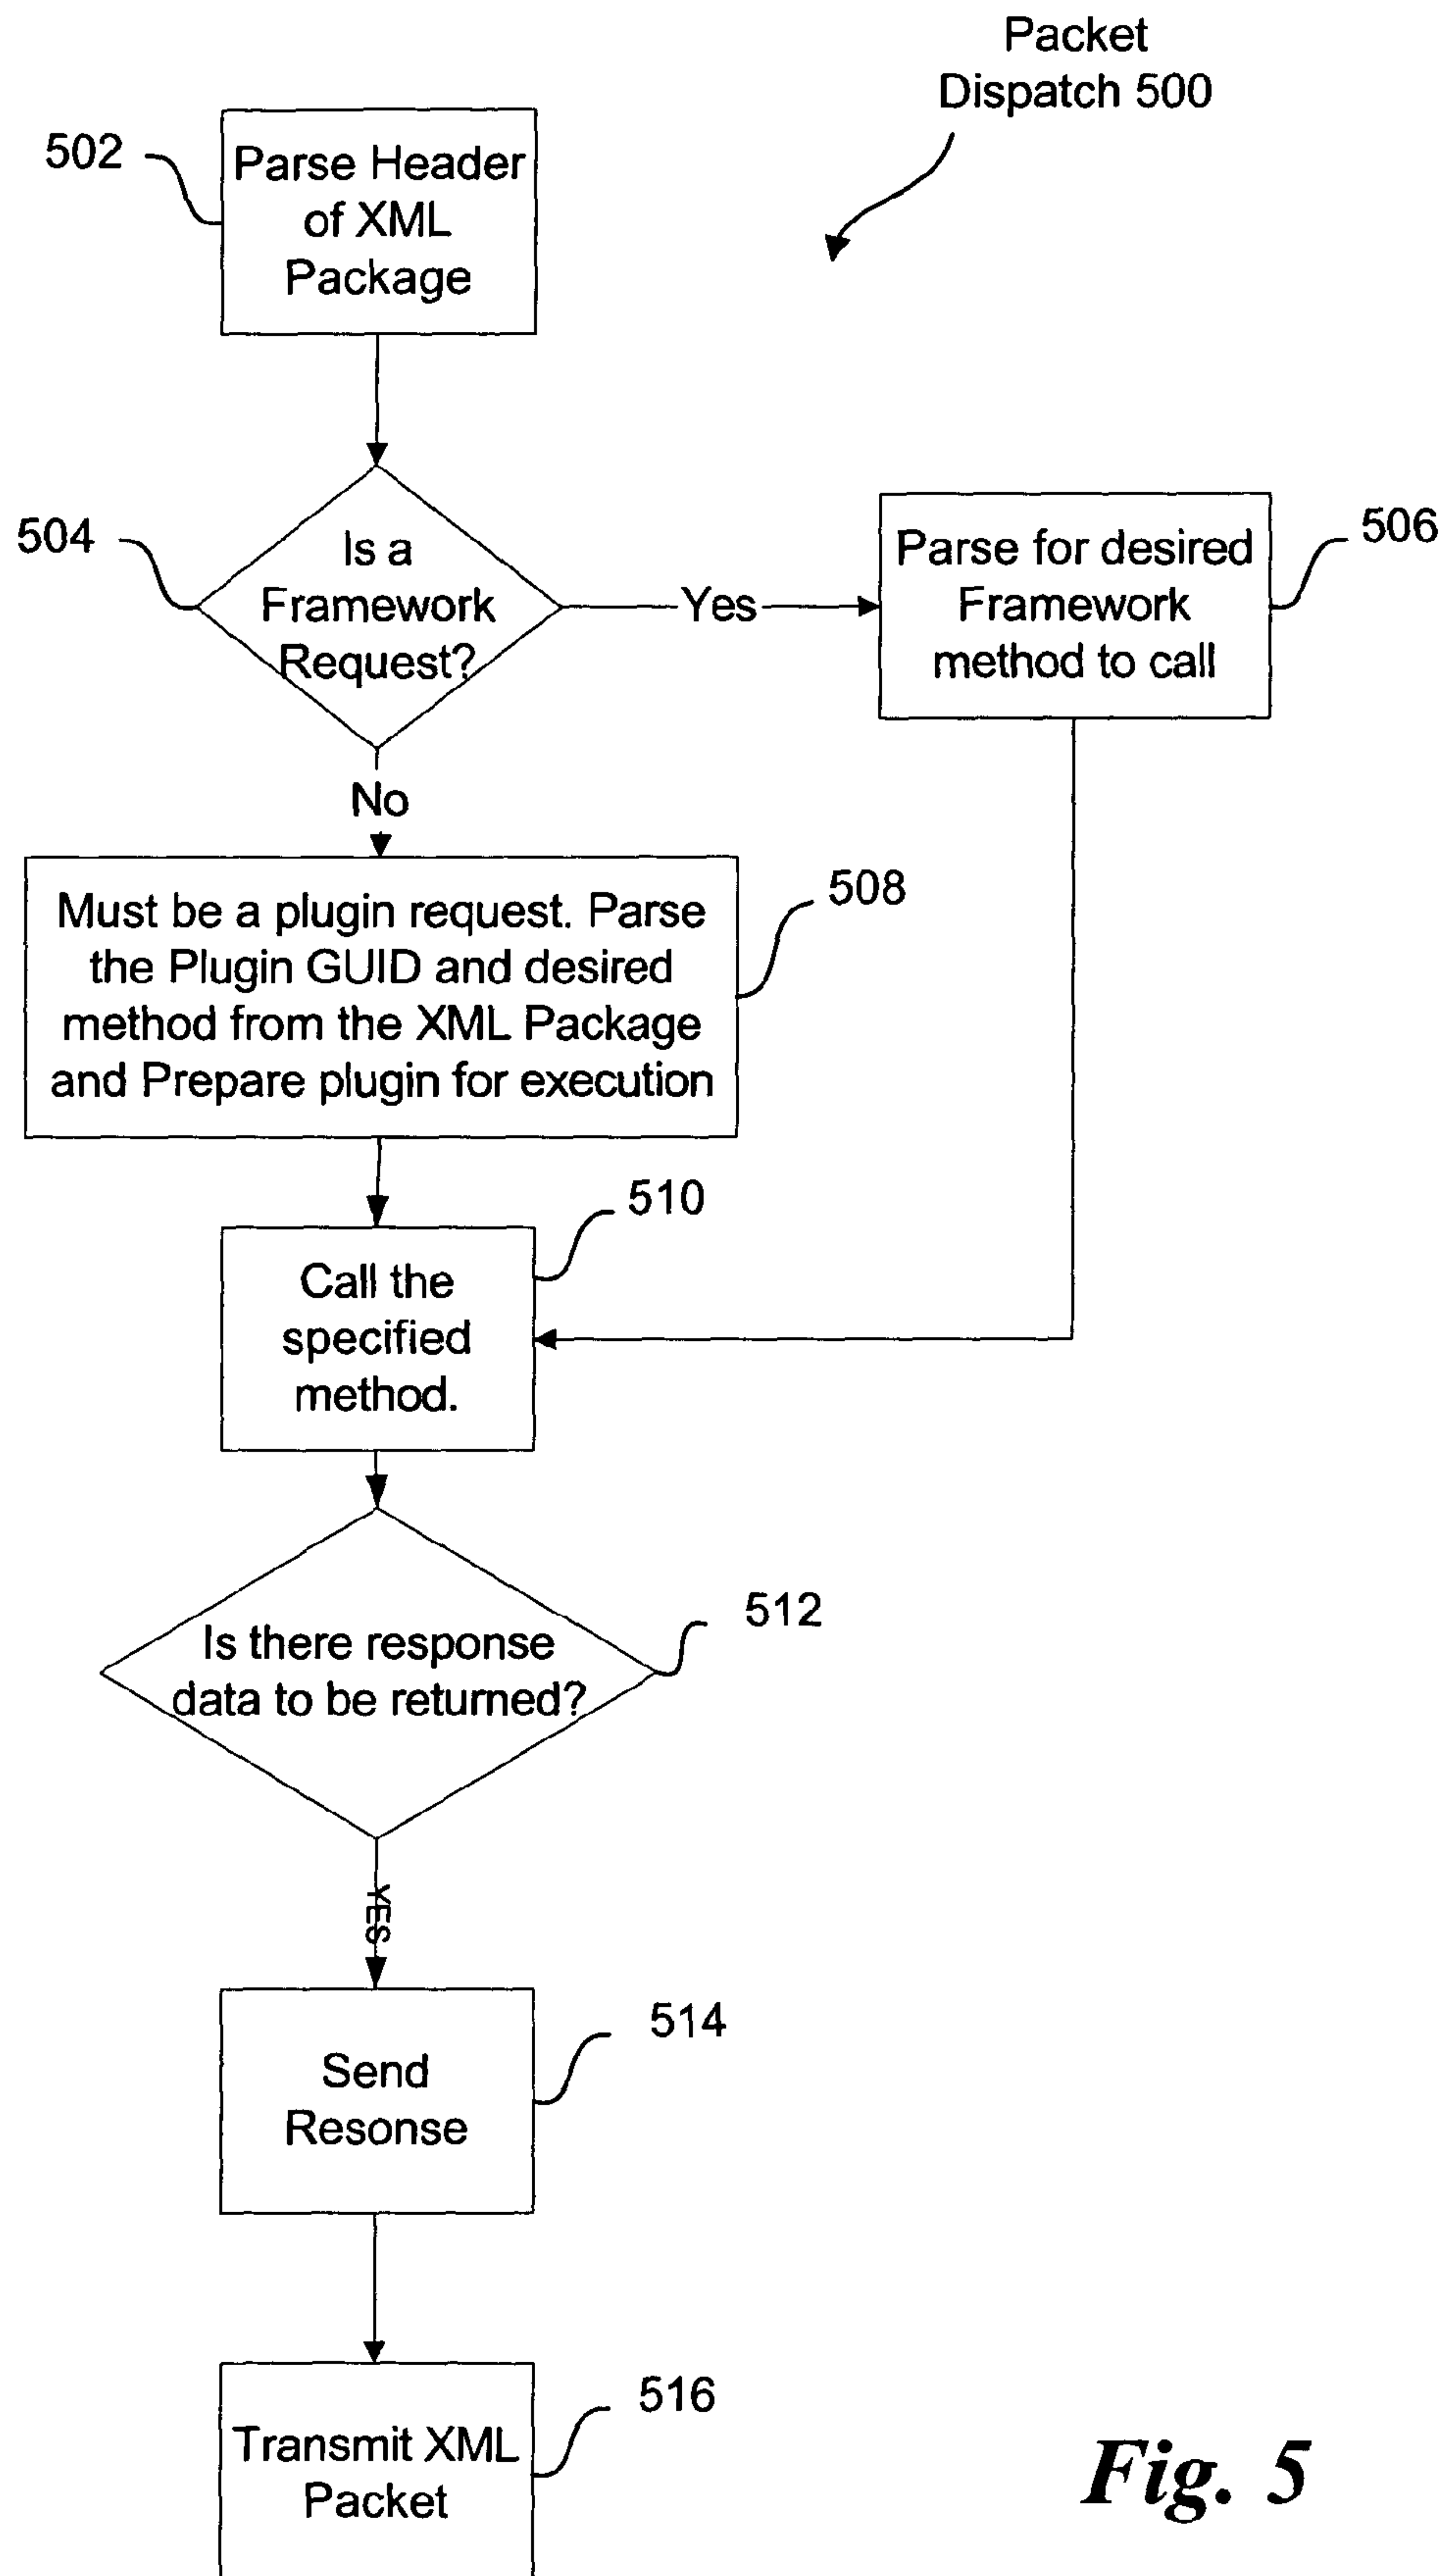 Packet
Dispatch 500
502
Parse Header
of XML
Package
504
Is a
Framework
Request?
Yes
506
Parse for desired
Framework
method to call
No
508
Must be a plugin request. Parse
the Plugin GUID and desired
method from the XML Package
and Prepare plugin for execution
510
Call the
specified
method.
512
Is there response
data to be returned?
YES
514
Send
Resonse
516
Transmit XML
Packet
Fig. 5